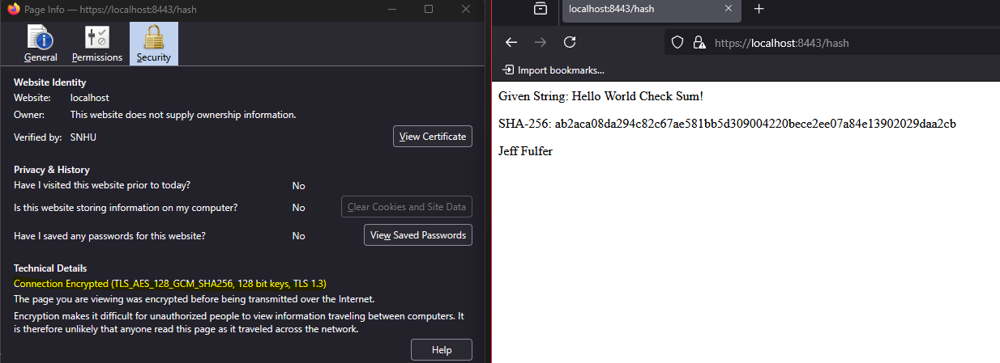 Page Info — https://localhost:8443/hash
General
Permissions
Security
Website Identity
Website: localhost
Owner: This website does not supply ownership information.
Verified by: SNHU
View Certificate
Privacy & History
Have I visited this website prior to today? No
Is this website storing information on my computer? No
Clear Cookies and Site Data
Have I saved any passwords for this website? No
View Saved Passwords
Technical Details
Connection Encrypted (TLS_AES_128_GCM_SHA256, 128 bit keys, TLS 1.3)
The page you are viewing was encrypted before being transmitted over the Internet.
Encryption makes it difficult for unauthorized people to view information traveling between computers. It
is therefore unlikely that anyone read this page as it traveled across the network.
Help
localhost:8443/hash
https://localhost:8443/hash
Import bookmarks...
Given String: Hello World Check Sum!
SHA-256: ab2aca08da294c82c67ae581bb5d309004220bece2ee07a84e13902029daa2cb
Jeff Fulfer